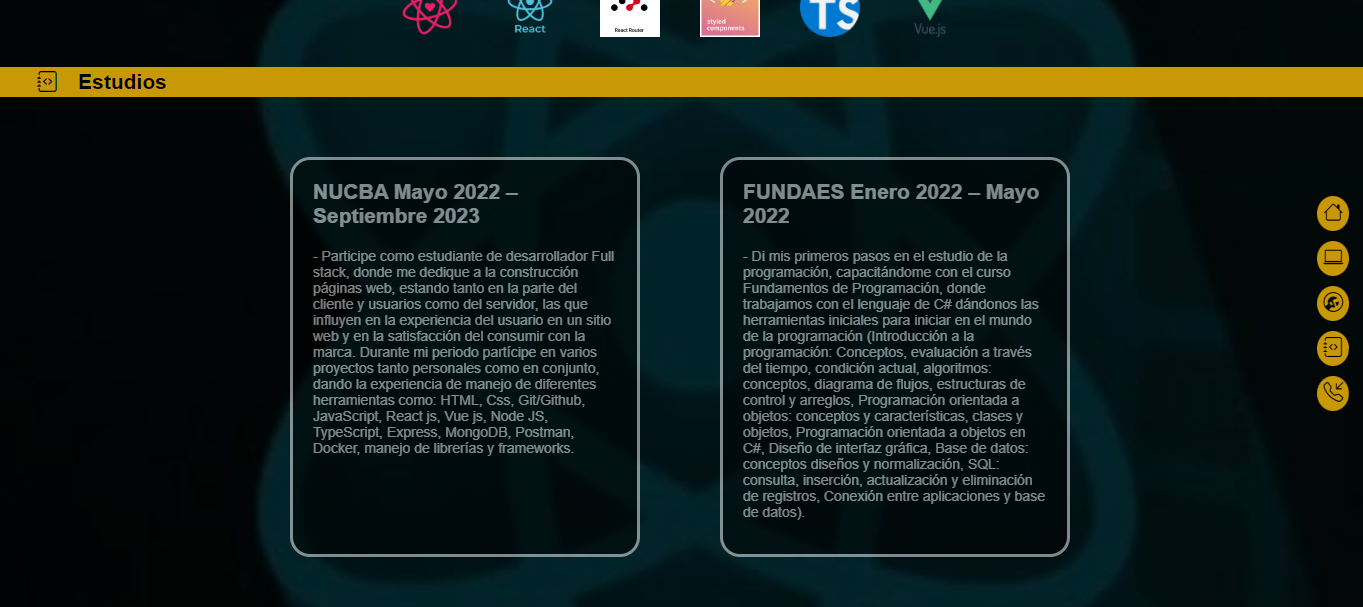 React
React Router
styled
components
TS
Vue.js
Estudios
NUCBA Mayo 2022 –
Septiembre 2023
- Participe como estudiante de desarrollador Full
stack, donde me dedique a la construcción
páginas web, estando tanto en la parte del
cliente y usuarios como del servidor, las que
influyen en la experiencia del usuario en un sitio
web y en la satisfacción del consumir con la
marca. Durante mi periodo partícipe en varios
proyectos tanto personales como en conjunto,
dando la experiencia de manejo de diferentes
herramientas como: HTML, Css, Git/Github,
JavaScript, React js, Vue js, Node JS,
TypeScript, Express, MongoDB, Postman,
Docker, manejo de librerías y frameworks.
FUNDAES Enero 2022 – Mayo
2022
- Di mis primeros pasos en el estudio de la
programación, capacitándome con el curso
Fundamentos de Programación, donde
trabajamos con el lenguaje de C# dándonos las
herramientas iniciales para iniciar en el mundo
de la programación (Introducción a la
programación: Conceptos, evaluación a través
del tiempo, condición actual, algoritmos:
conceptos, diagrama de flujos, estructuras de
control y arreglos, Programación orientada a
objetos: conceptos y características, clases y
objetos, Programación orientada a objetos en
C#, Diseño de interfaz gráfica, Base de datos:
conceptos diseños y normalización, SQL:
consulta, inserción, actualización y eliminación
de registros, Conexión entre aplicaciones y base
de datos).